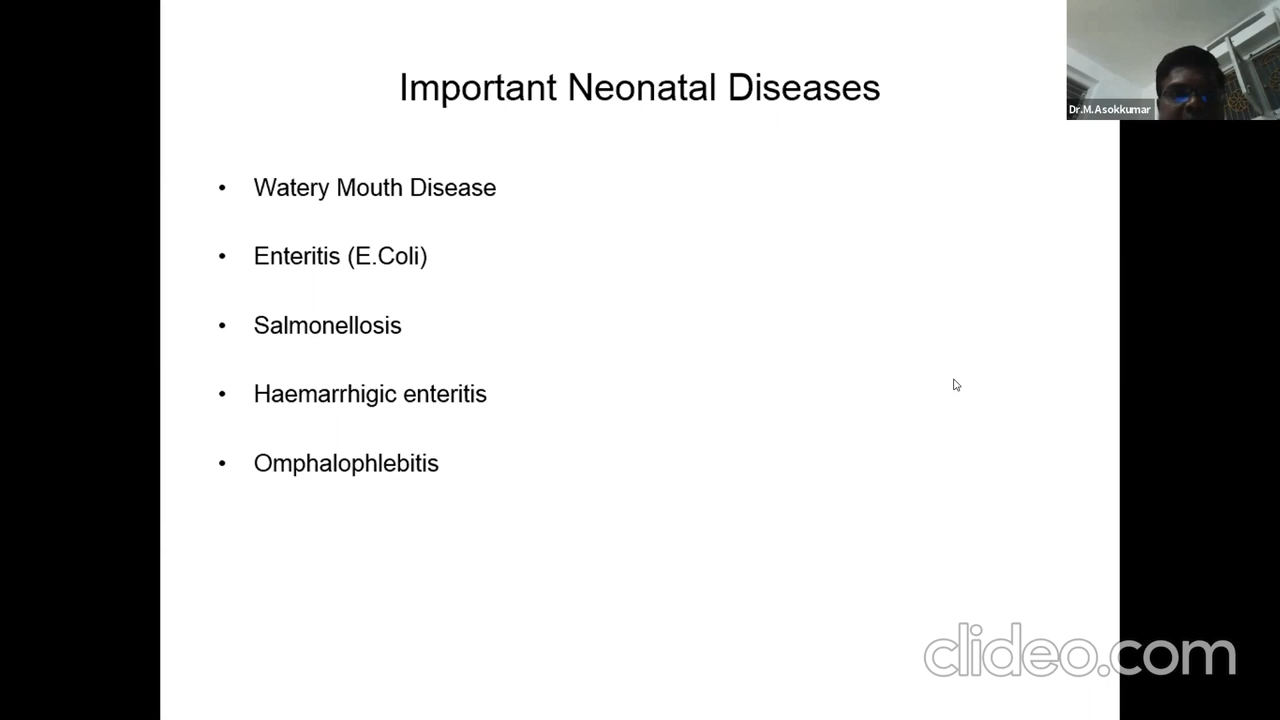 Important Neonatal Diseases
Dr.M.Asokkumar
• Watery Mouth Disease
• Enteritis (E.Coli)
• Salmonellosis
• Haemarrhigic enteritis
• Omphalophlebitis
clideo.com